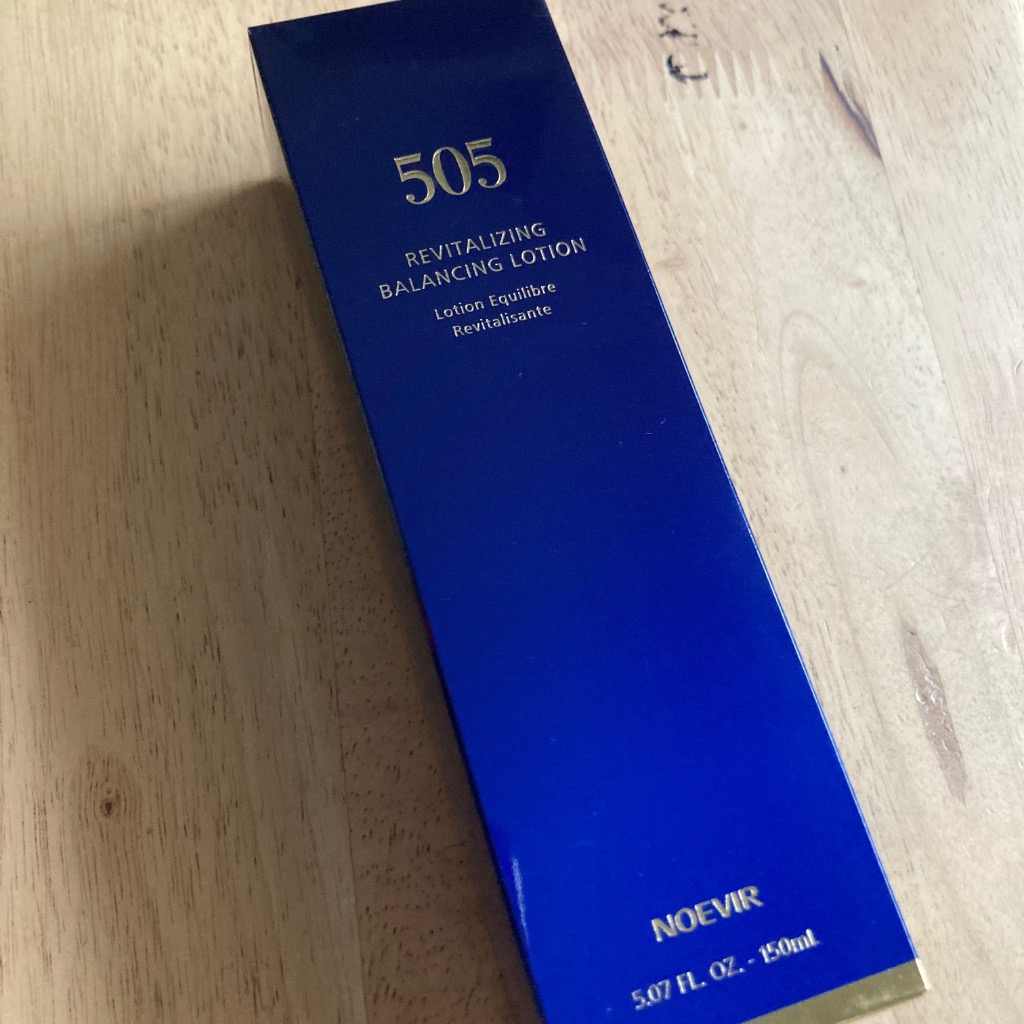 505
REVITALIZING
BALANCING LOTION
Lotion Equilibre
Revitalisante
NOEVIR
5.07 FL. OZ. - 150mL